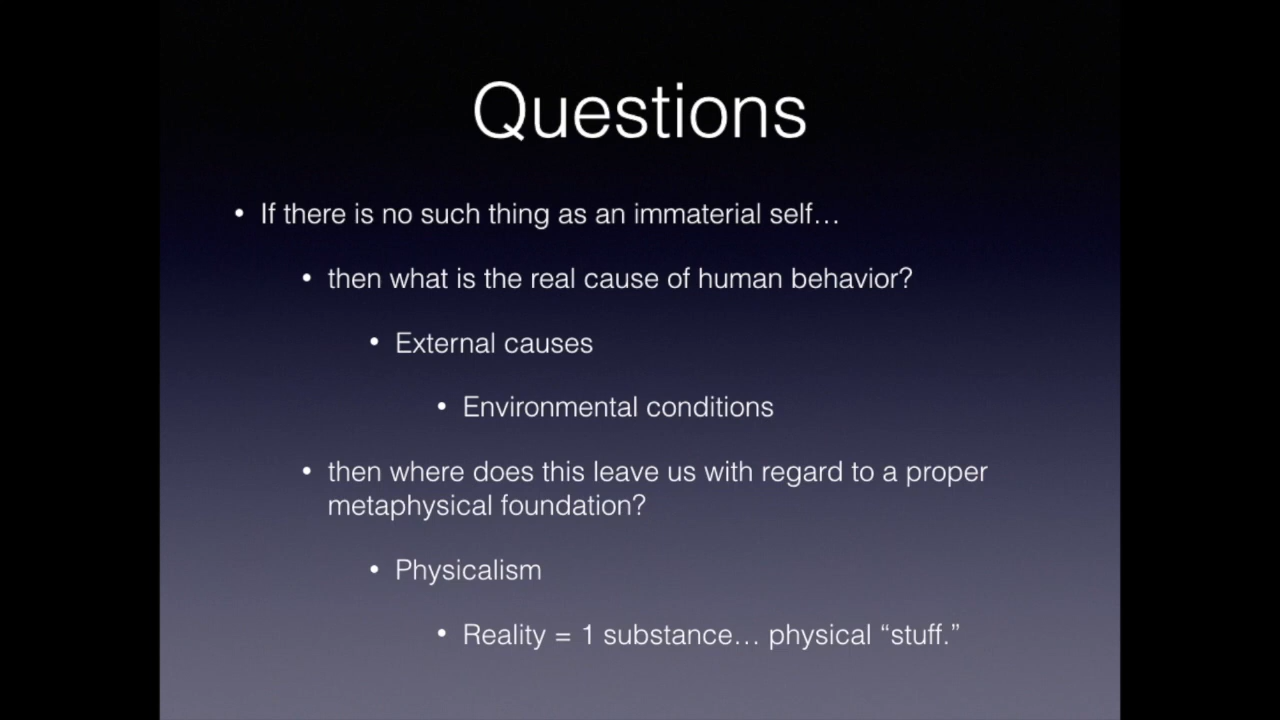 Questions
• If there is no such thing as an immaterial self…
• then what is the real cause of human behavior?
• External causes
• Environmental conditions
• then where does this leave us with regard to a proper
metaphysical foundation?
• Physicalism
• Reality = 1 substance… physical “stuff.”